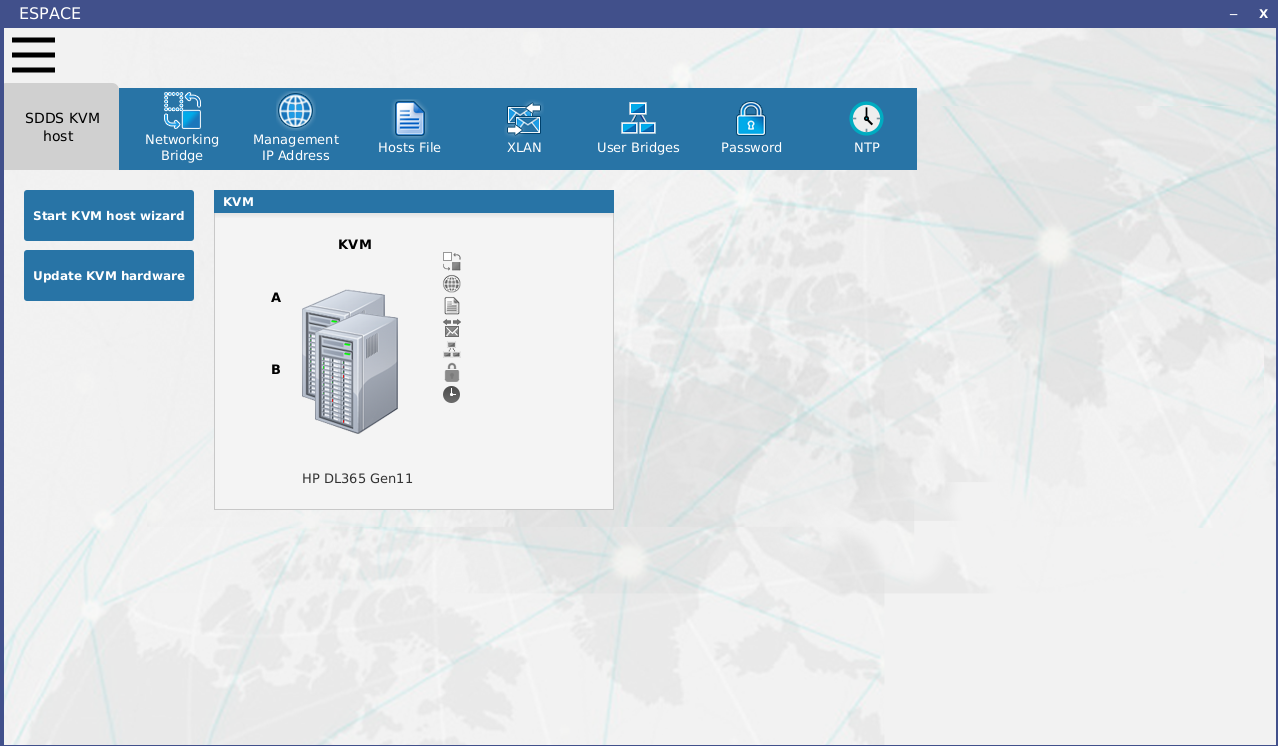 ESPACE
– X
SDDS KVM
host
Networking
Bridge
Management
IP Address
Hosts File
XLAN
User Bridges
Password
NTP
Start KVM host wizard
Update KVM hardware
KVM
KVM
A
B
HP DL365 Gen11